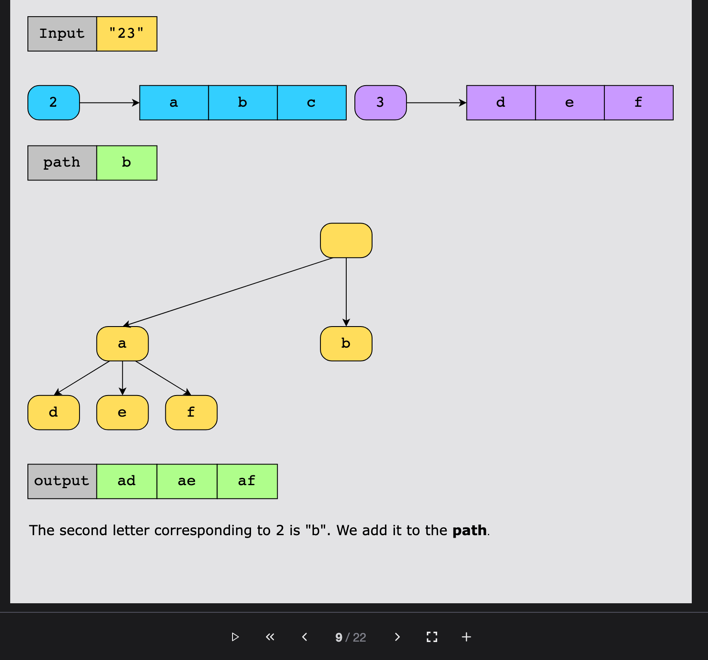 Input "23"
2 a b c 3 d e f
path b
a b
d e f
output ad ae af
The second letter corresponding to 2 is "b". We add it to the path.
9 / 22